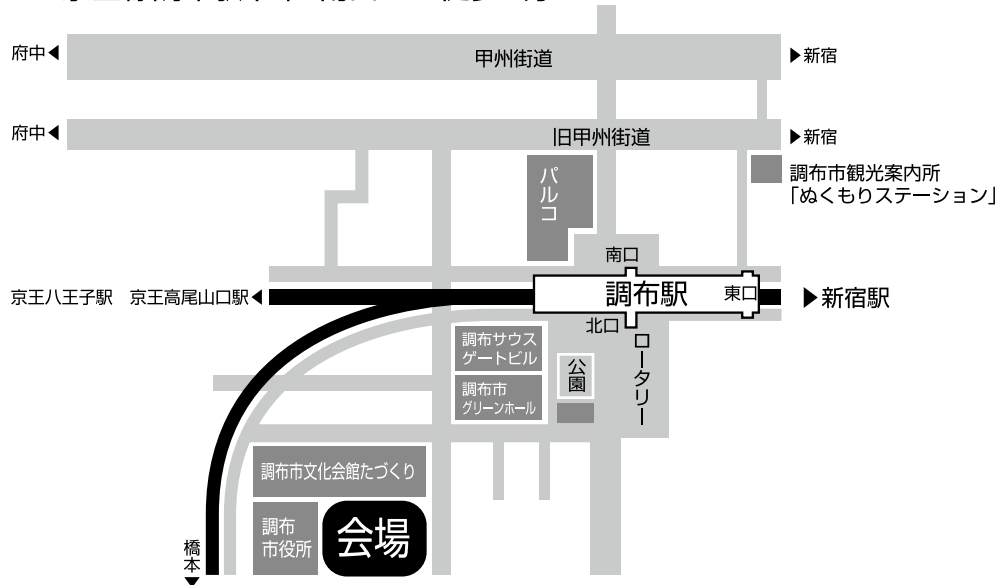 府中
甲州街道
新宿
府中
旧甲州街道
新宿
パルコ
調布市観光案内所
「ぬくもりステーション」
南口
京王八王子駅 京王高尾山口駅
調布駅
東口
新宿駅
北口
調布サウス
ゲートビル
公園
ロータリー
調布市
グリーンホール
調布市文化会館たづくり
調布
市役所
会場
橋本